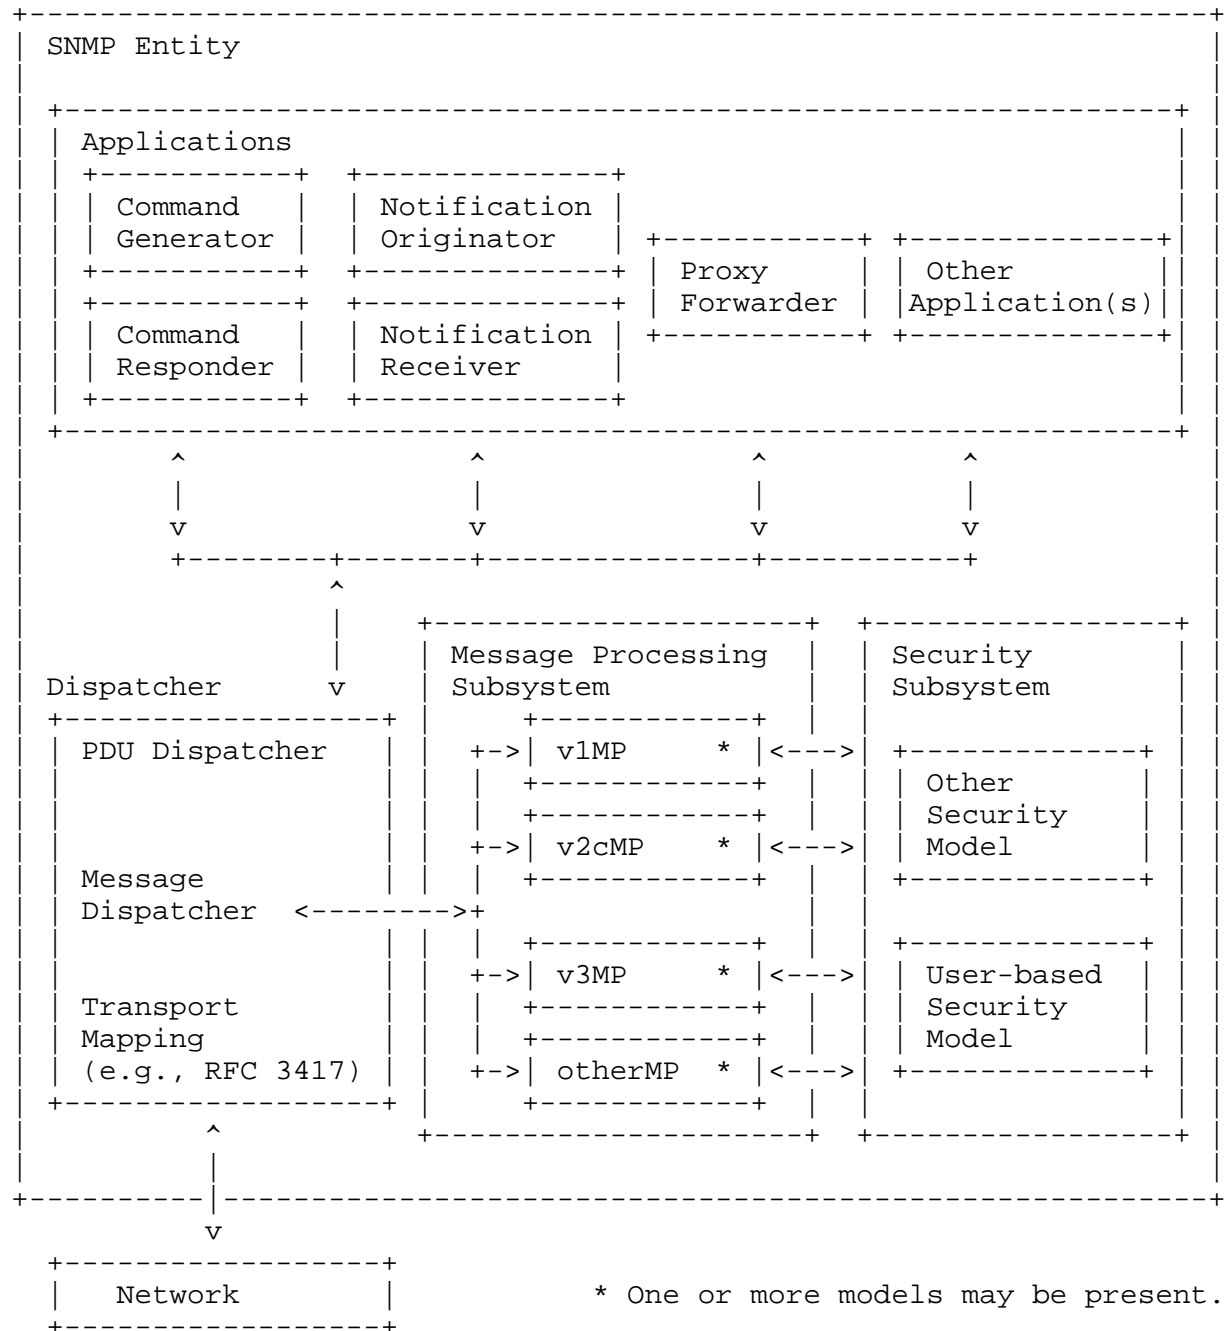 SNMP Entity
Applications
Command
Generator
Notification
Originator
Proxy
Forwarder
Other
Application(s)
Command
Responder
Notification
Receiver
Dispatcher
PDU Dispatcher
Message
Dispatcher
Transport
Mapping
(e.g., RFC 3417)
Message Processing
Subsystem
v1MP *
v2cMP *
v3MP *
otherMP *
Security
Subsystem
Other
Security
Model
User-based
Security
Model
Network
* One or more models may be present.